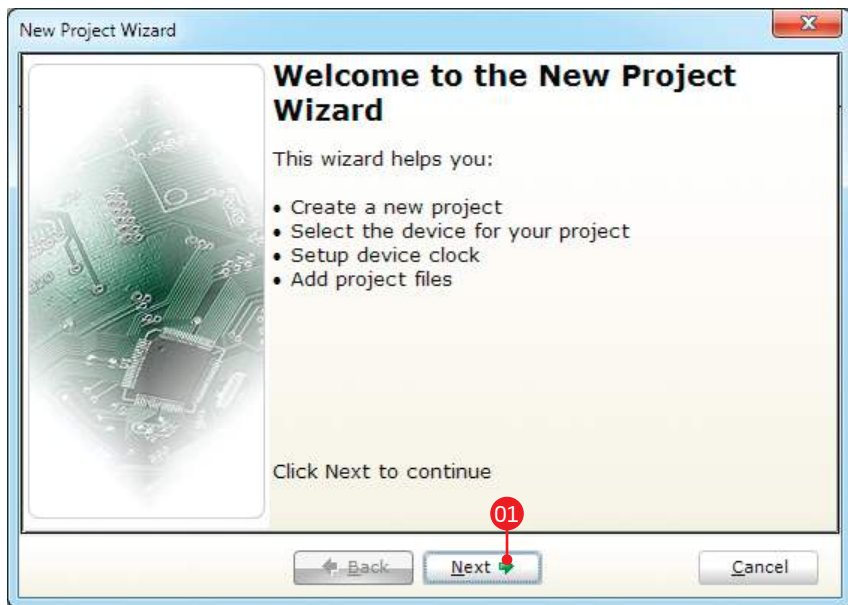 New Project Wizard
Welcome to the New Project
Wizard
This wizard helps you:
• Create a new project
• Select the device for your project
• Setup device clock
• Add project files
Click Next to continue
01
Back Next Cancel